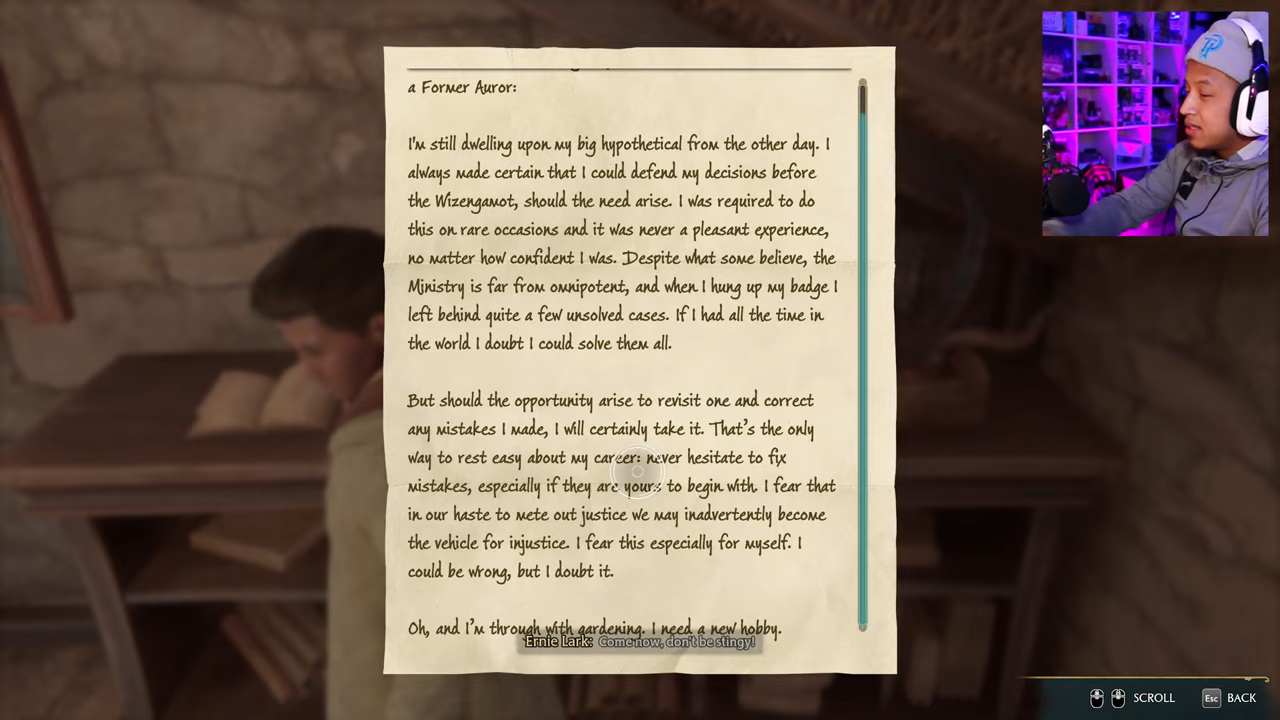 a Former Auror:
I'm still dwelling upon my big hypothetical from the other day. I
always made certain that I could defend my decisions before
the Wizengamot, should the need arise. I was required to do
this on rare occasions and it was never a pleasant experience,
no matter how confident I was. Despite what some believe, the
Ministry is far from omnipotent, and when I hung up my badge I
left behind quite a few unsolved cases. If I had all the time in
the world I doubt I could solve them all.
But should the opportunity arise to revisit one and correct
any mistakes I made, I will certainly take it. That's the only
way to rest easy about my career: never hesitate to fix
mistakes, especially if they are yours to begin with. I fear that
in our haste to mete out justice we may inadvertently become
the vehicle for injustice. I fear this especially for myself. I
could be wrong, but I doubt it.
Oh, and I'm through with gardening. I need a new hobby.
Ernie Lark: Come now, don't be stingy!
SCROLL
Esc BACK